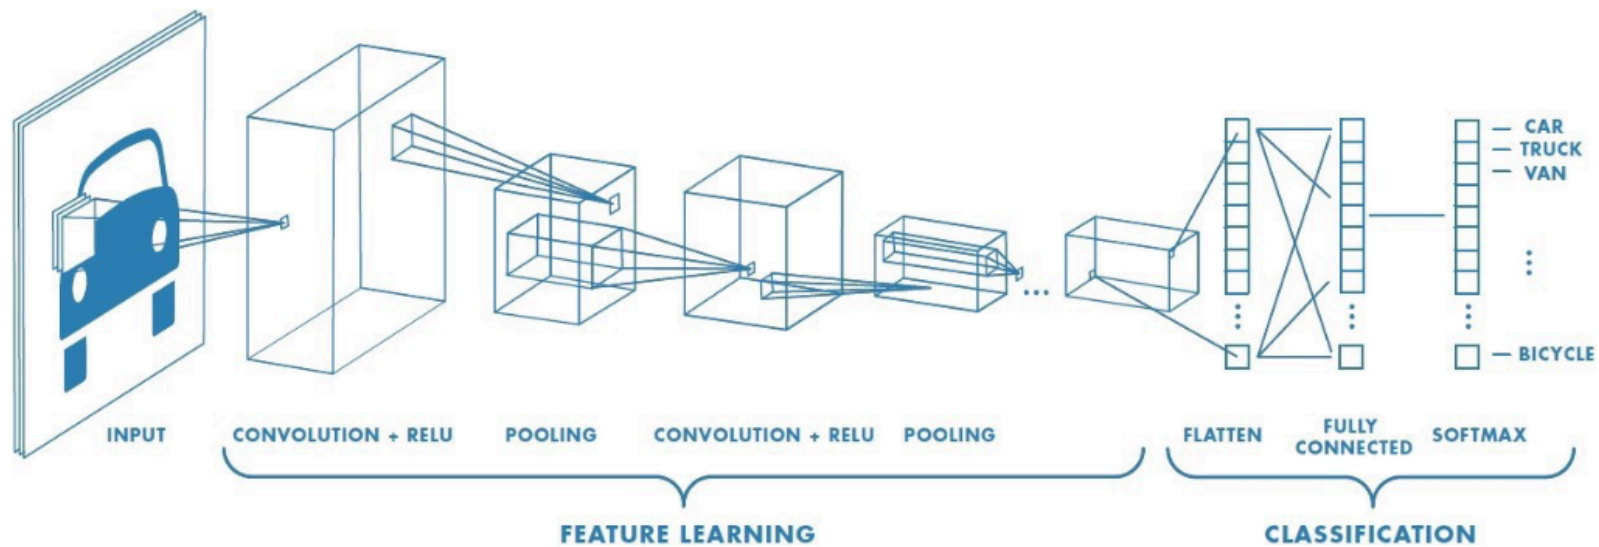 CAR
TRUCK
VAN
BICYCLE
INPUT
CONVOLUTION + RELU
POOLING
CONVOLUTION + RELU
POOLING
FLATTEN
FULLY
CONNECTED
SOFTMAX
FEATURE LEARNING
CLASSIFICATION